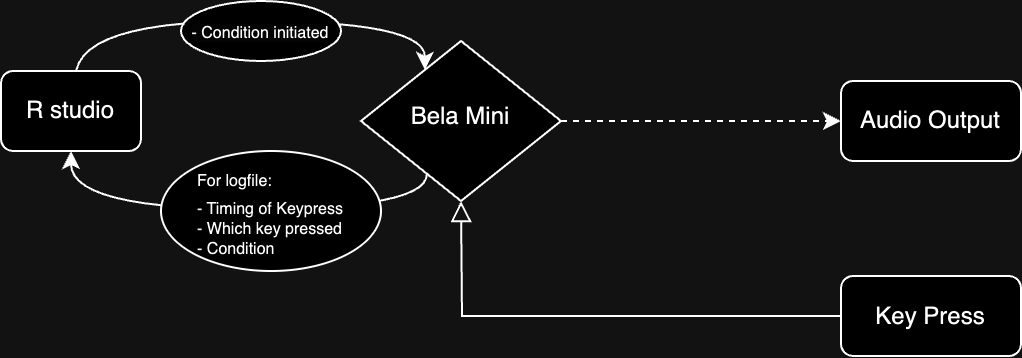 - Condition initiated
R studio
Bela Mini
Audio Output
For logfile:
- Timing of Keypress
- Which key pressed
- Condition
Key Press